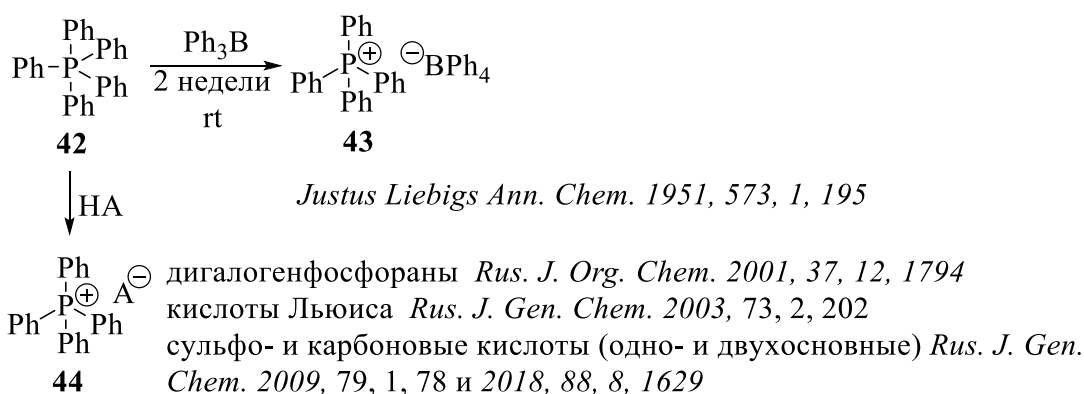 Ph
Ph
Ph–P
Ph
Ph
42
Ph3B
2 недели
rt
Ph
Ph P⊕ Ph
Ph
43
⊖BPh4
HA
Justus Liebigs Ann. Chem. 1951, 573, 1, 195
Ph
Ph P⊕ Ph
Ph
44
A⊖
дигалогенфосфораны Rus. J. Org. Chem. 2001, 37, 12, 1794
кислоты Льюиса Rus. J. Gen. Chem. 2003, 73, 2, 202
сульфо- и карбоновые кислоты (одно- и двухосновные) Rus. J. Gen.
Chem. 2009, 79, 1, 78 и 2018, 88, 8, 1629